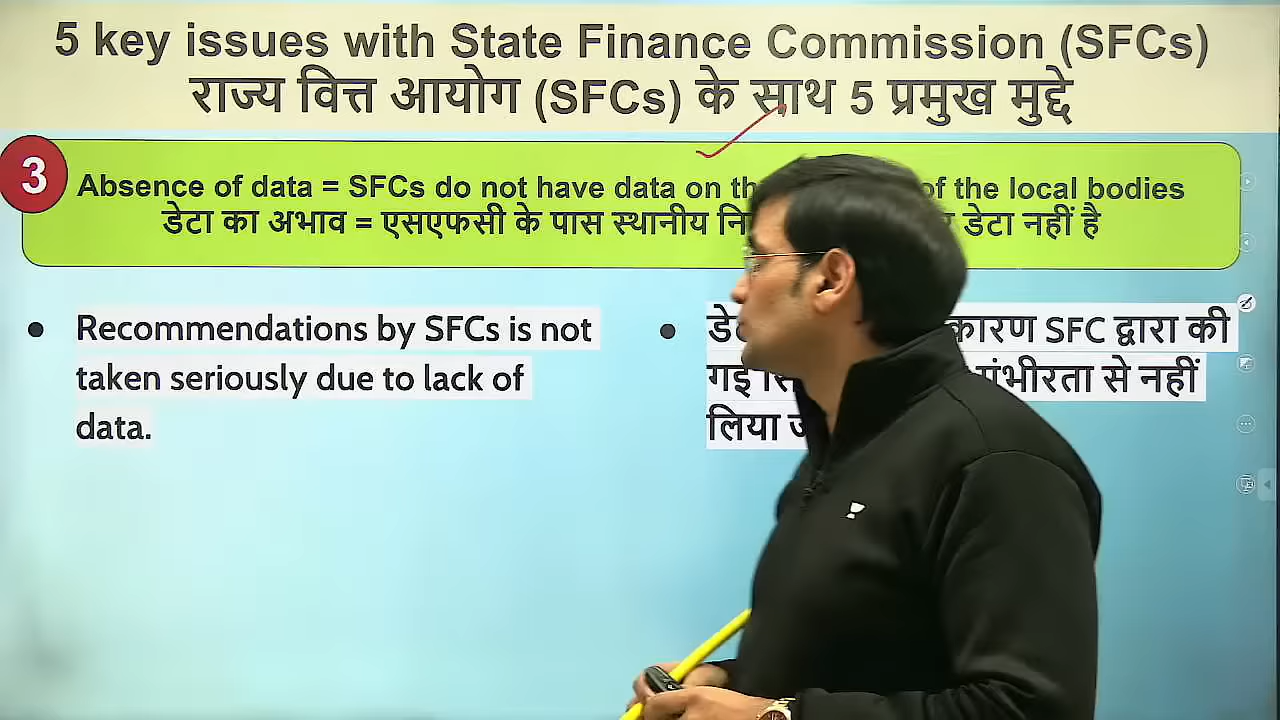 5 key issues with State Finance Commission (SFCs)
राज्य वित्त आयोग (SFCs) के साथ 5 प्रमुख मुद्दे
3
Absence of data = SFCs do not have data on of the local bodies
डेटा का अभाव = एसएफसी के पास स्थानीय डेटा नहीं है
Recommendations by SFCs is not
taken seriously due to lack of
data.
कारण SFC द्वारा की
गई गंभीरता से नहीं
लिया